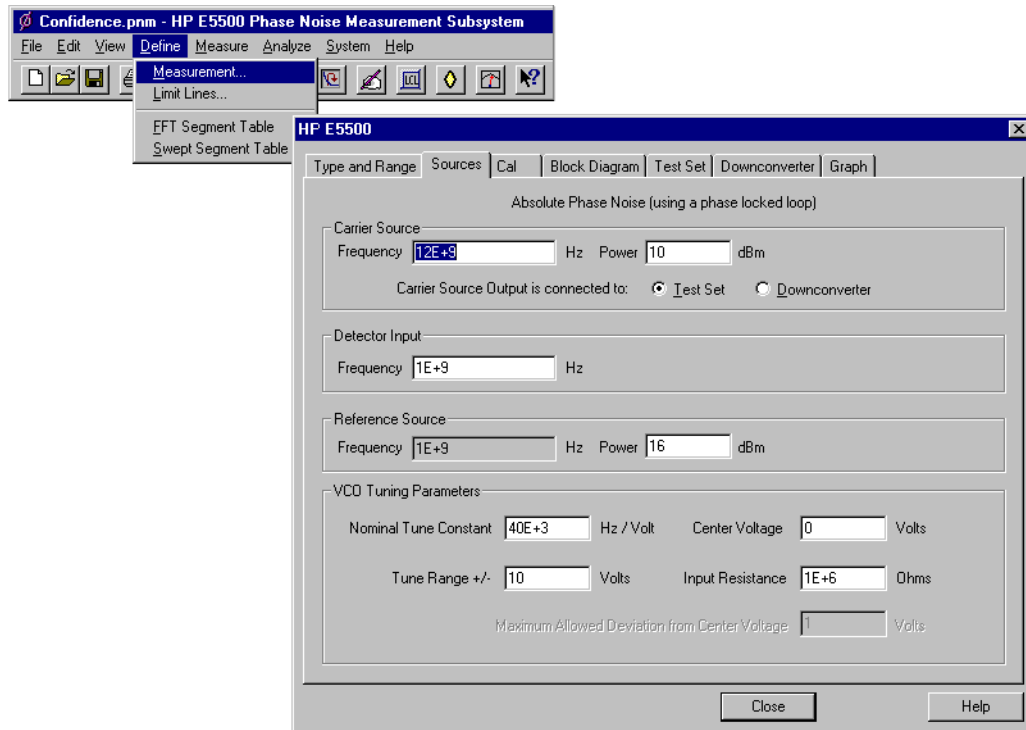 Confidence.pnm - HP E5500 Phase Noise Measurement Subsystem
File Edit View Define Measure Analyze System Help
Measurement...
Limit Lines...
FFT Segment Table
Swept Segment Table
HP E5500
Type and Range Sources Cal Block Diagram Test Set Downconverter Graph
Absolute Phase Noise (using a phase locked loop)
Carrier Source
Frequency 12E+9 Hz Power 10 dBm
Carrier Source Output is connected to: Test Set Downconverter
Detector Input
Frequency 1E+9 Hz
Reference Source
Frequency 1E+9 Hz Power 16 dBm
VCO Tuning Parameters
Nominal Tune Constant 40E+3 Hz / Volt Center Voltage 0 Volts
Tune Range +/- 10 Volts Input Resistance 1E+6 Ohms
Maximum Allowed Deviation from Center Voltage 1 Volts
Close Help